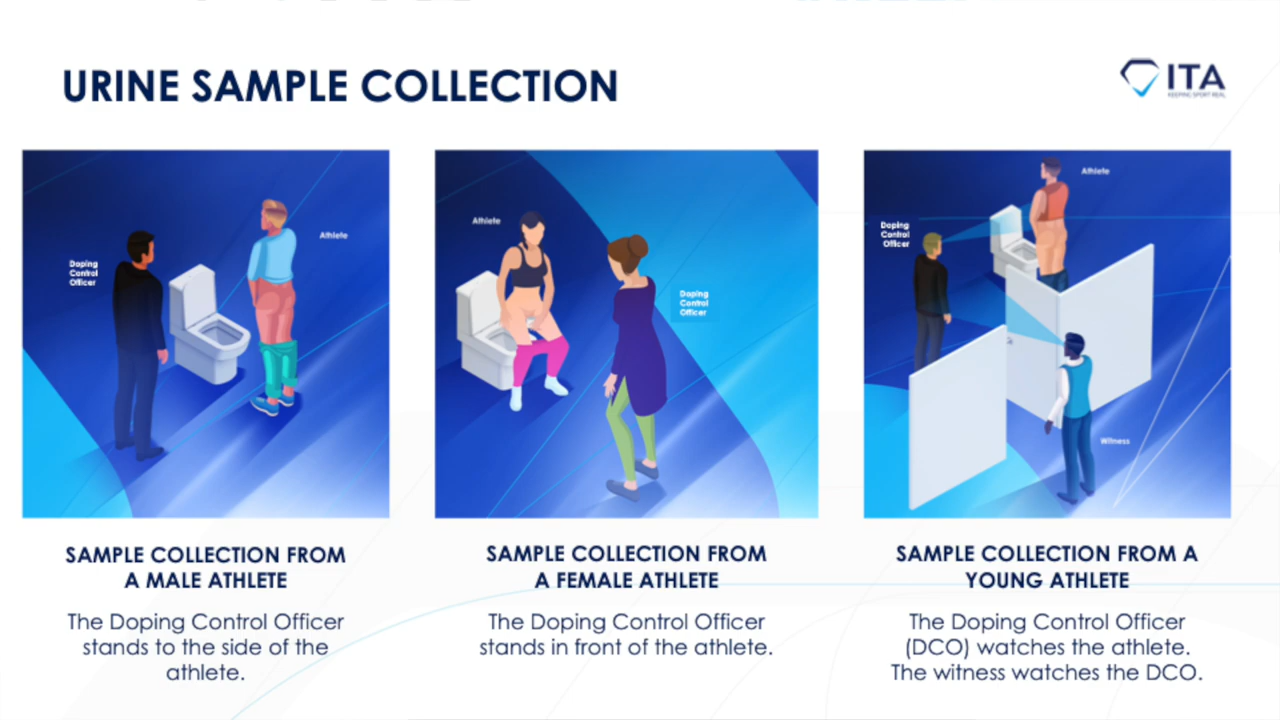 URINE SAMPLE COLLECTION
ITA
KEEPING SPORT REAL
Doping
Control
Officer
Athlete
Athlete
Doping
Control
Officer
Athlete
Doping
Control
Officer
Witness
SAMPLE COLLECTION FROM
A MALE ATHLETE
The Doping Control Officer
stands to the side of the
athlete.
SAMPLE COLLECTION FROM
A FEMALE ATHLETE
The Doping Control Officer
stands in front of the athlete.
SAMPLE COLLECTION FROM A
YOUNG ATHLETE
The Doping Control Officer
(DCO) watches the athlete.
The witness watches the DCO.